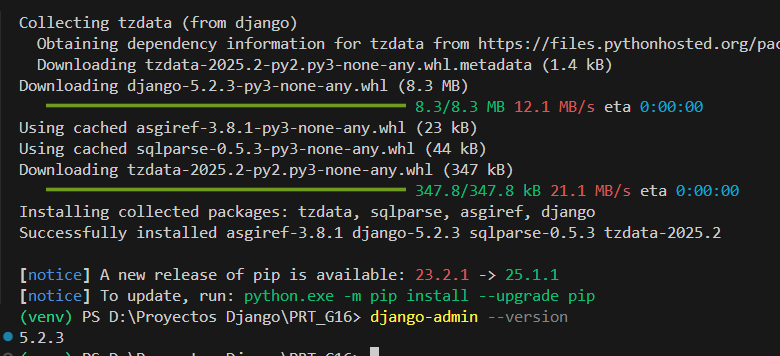 Collecting tzdata (from django)
Obtaining dependency information for tzdata from https://files.pythonhosted.org/pac
Downloading tzdata-2025.2-py2.py3-none-any.whl.metadata (1.4 kB)
Downloading django-5.2.3-py3-none-any.whl (8.3 MB)
8.3/8.3 MB 12.1 MB/s eta 0:00:00
Using cached asgiref-3.8.1-py3-none-any.whl (23 kB)
Using cached sqlparse-0.5.3-py3-none-any.whl (44 kB)
Downloading tzdata-2025.2-py2.py3-none-any.whl (347 kB)
347.8/347.8 kB 21.1 MB/s eta 0:00:00
Installing collected packages: tzdata, sqlparse, asgiref, django
Successfully installed asgiref-3.8.1 django-5.2.3 sqlparse-0.5.3 tzdata-2025.2
[notice] A new release of pip is available: 23.2.1 -> 25.1.1
[notice] To update, run: python.exe -m pip install --upgrade pip
(venv) PS D:\Proyectos Django\PRT_G16> django-admin --version
5.2.3
(venv) PS D:\Proyectos Django\PRT_G16>